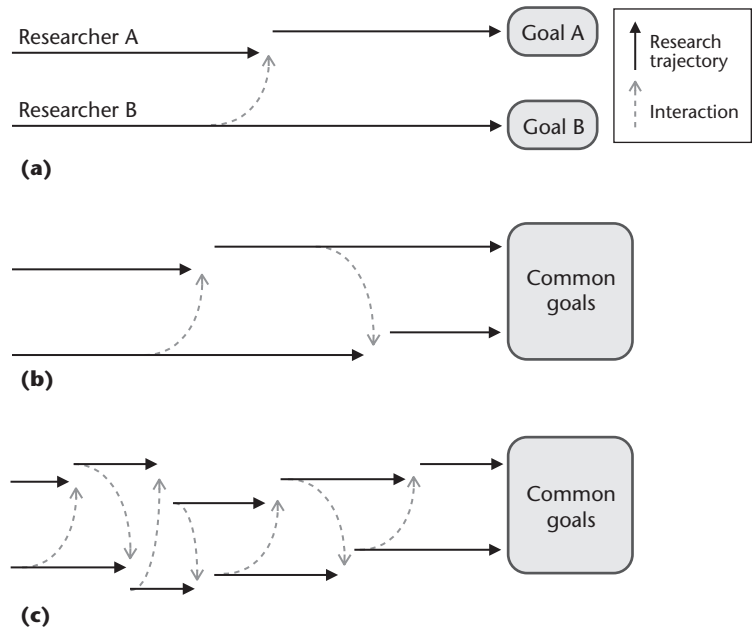 Researcher A
Goal A
Research
trajectory
Interaction
Researcher B
Goal B
(a)
Common
goals
(b)
Common
goals
(c)